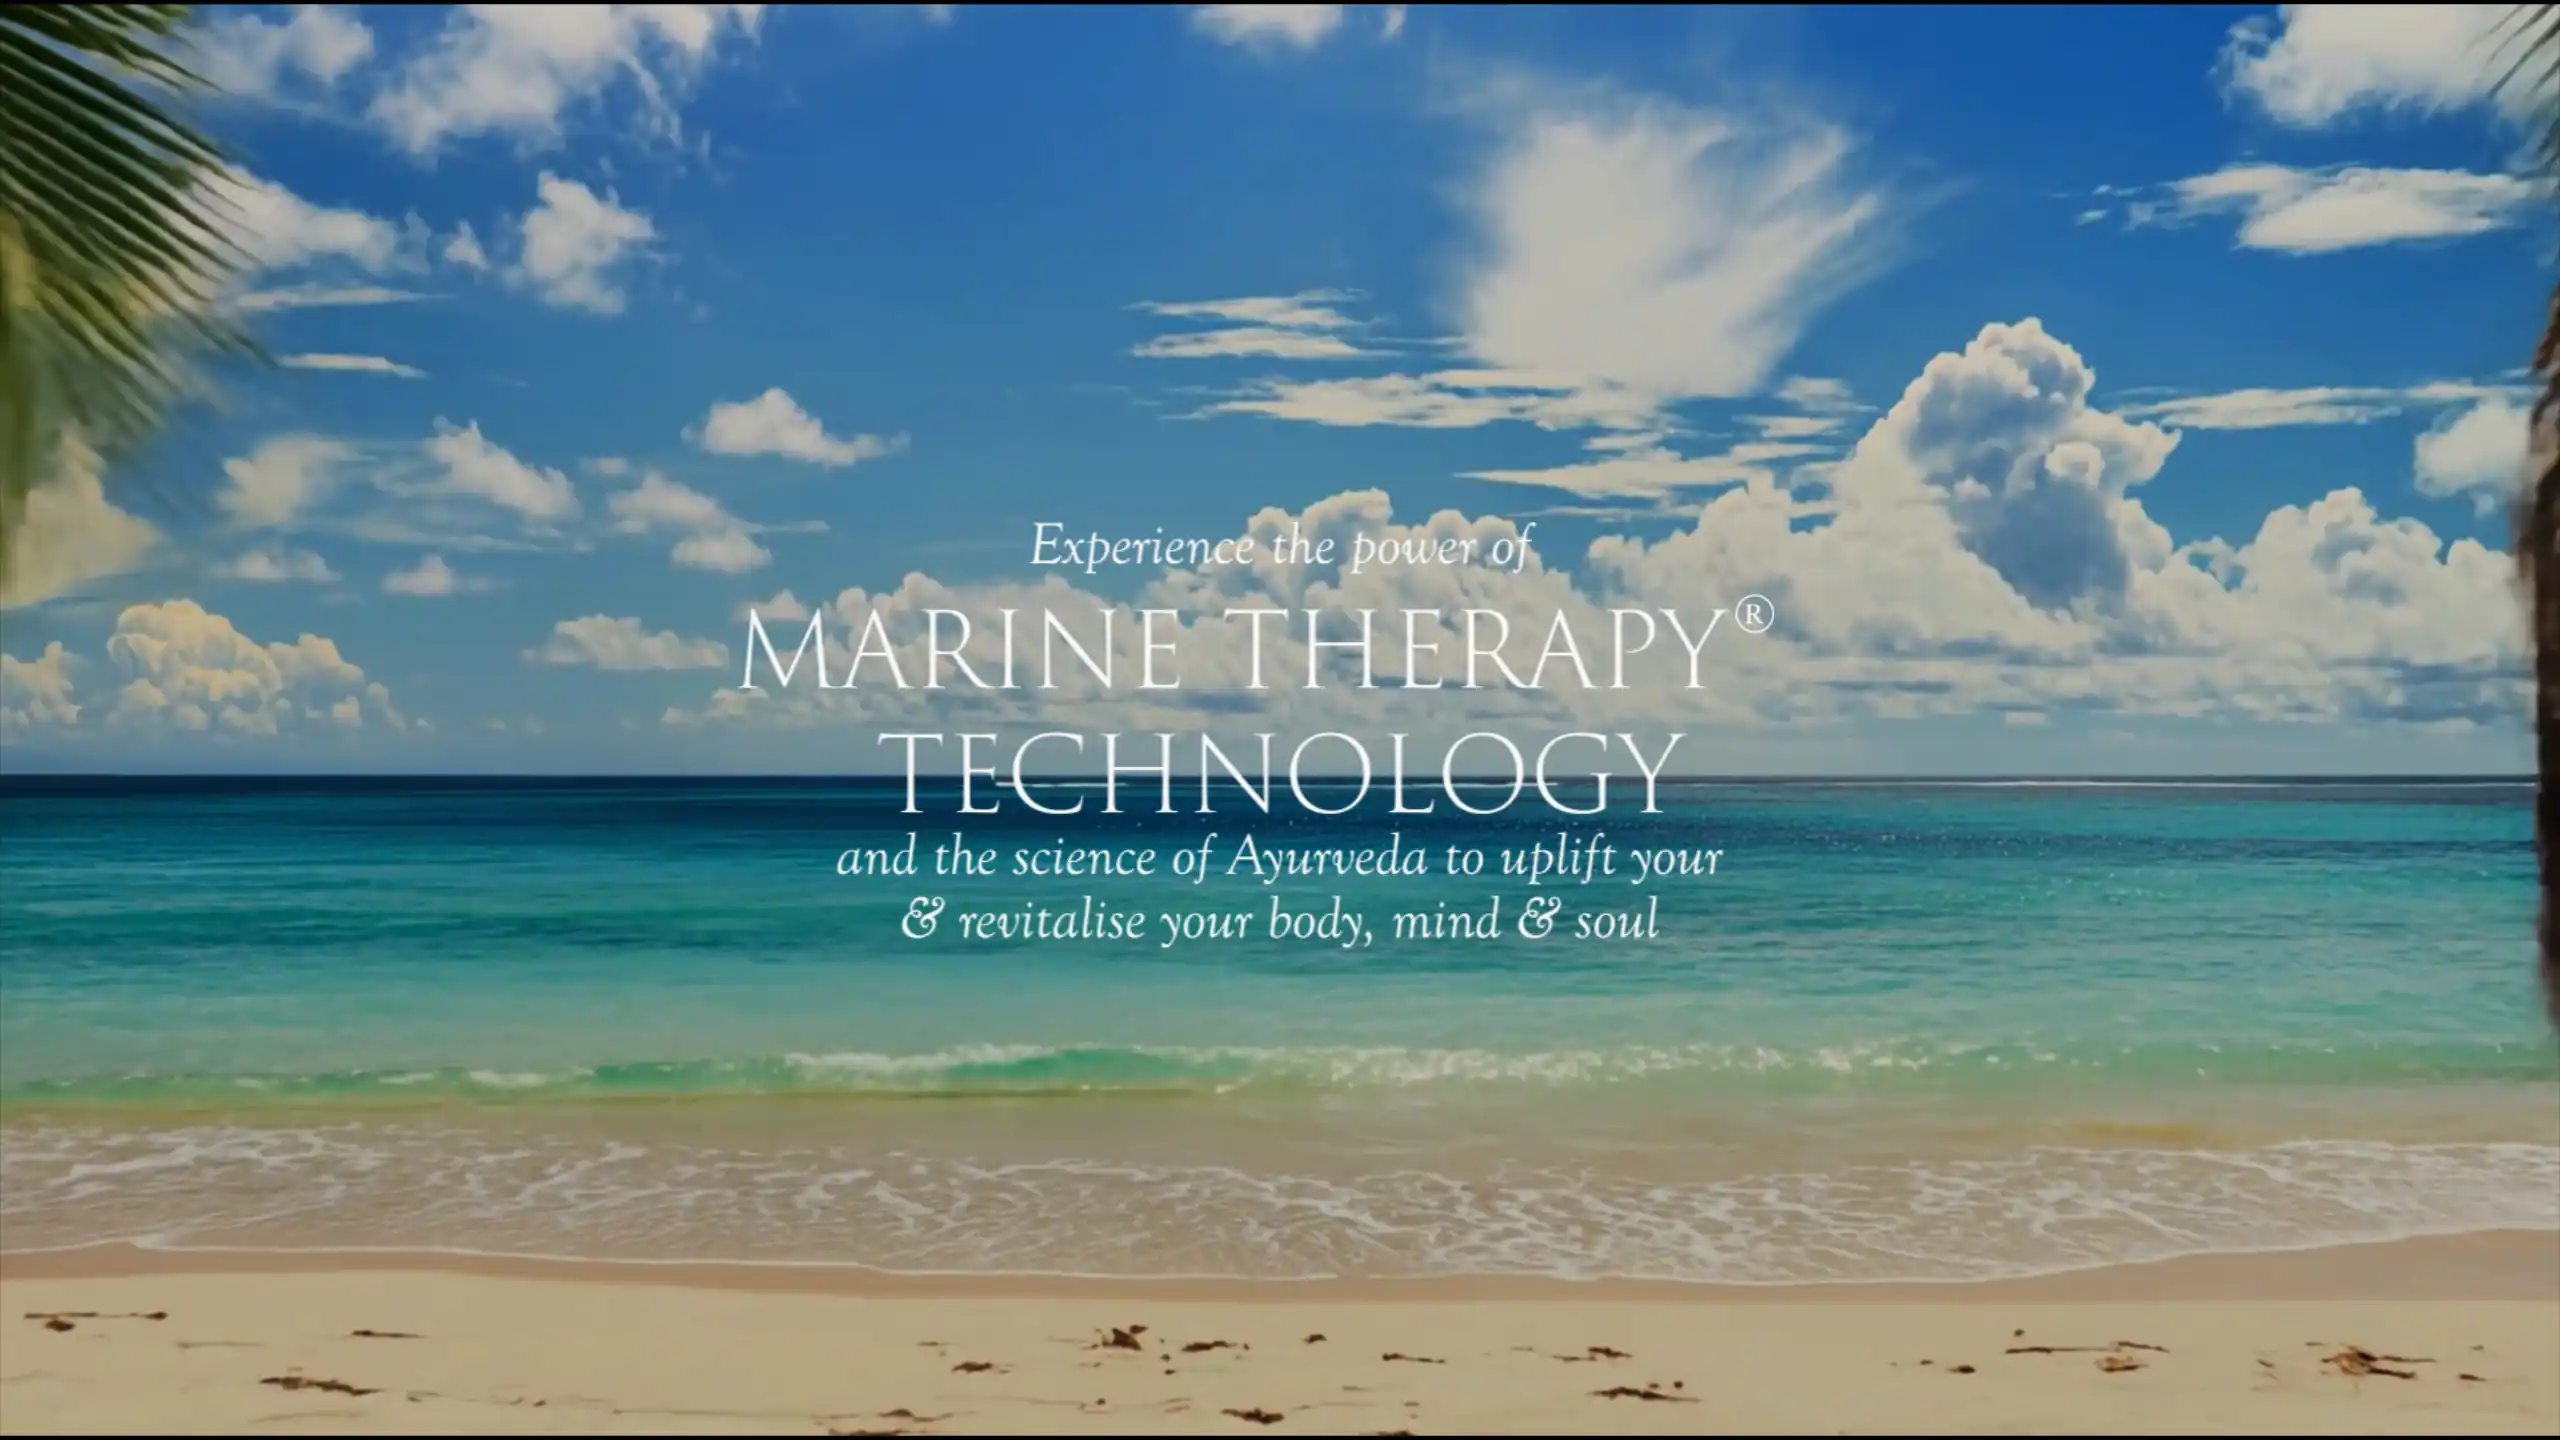 Experience the power of
MARINE THERAPY®
TECHNOLOGY
and the science of Ayurveda to uplift your
& revitalise your body, mind & soul